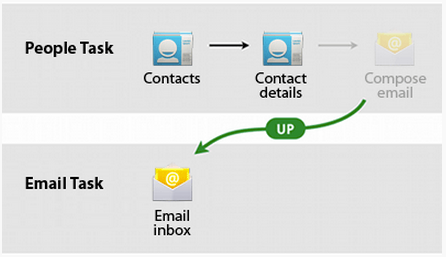 People Task
Contacts
Contact
details
Compose
email
UP
Email Task
Email
inbox